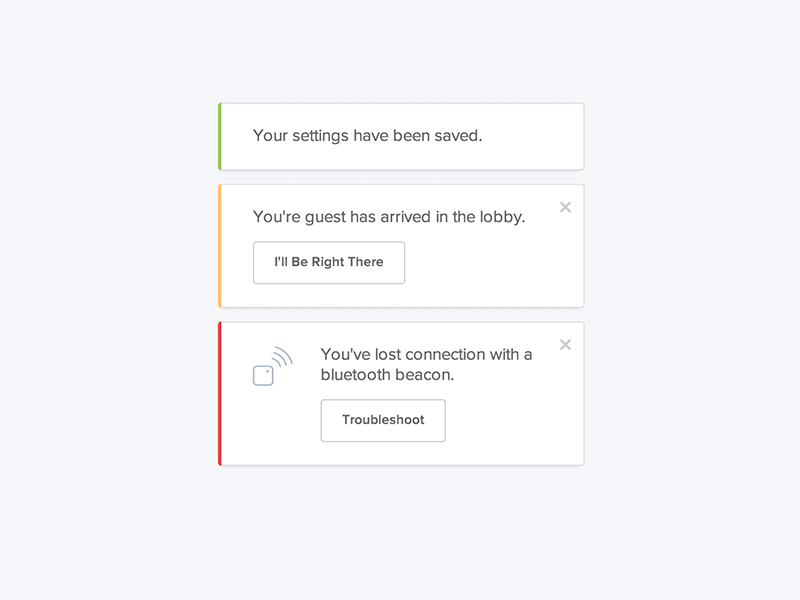 Your settings have been saved.
You're guest has arrived in the lobby.
I'll Be Right There
You've lost connection with a
bluetooth beacon.
Troubleshoot